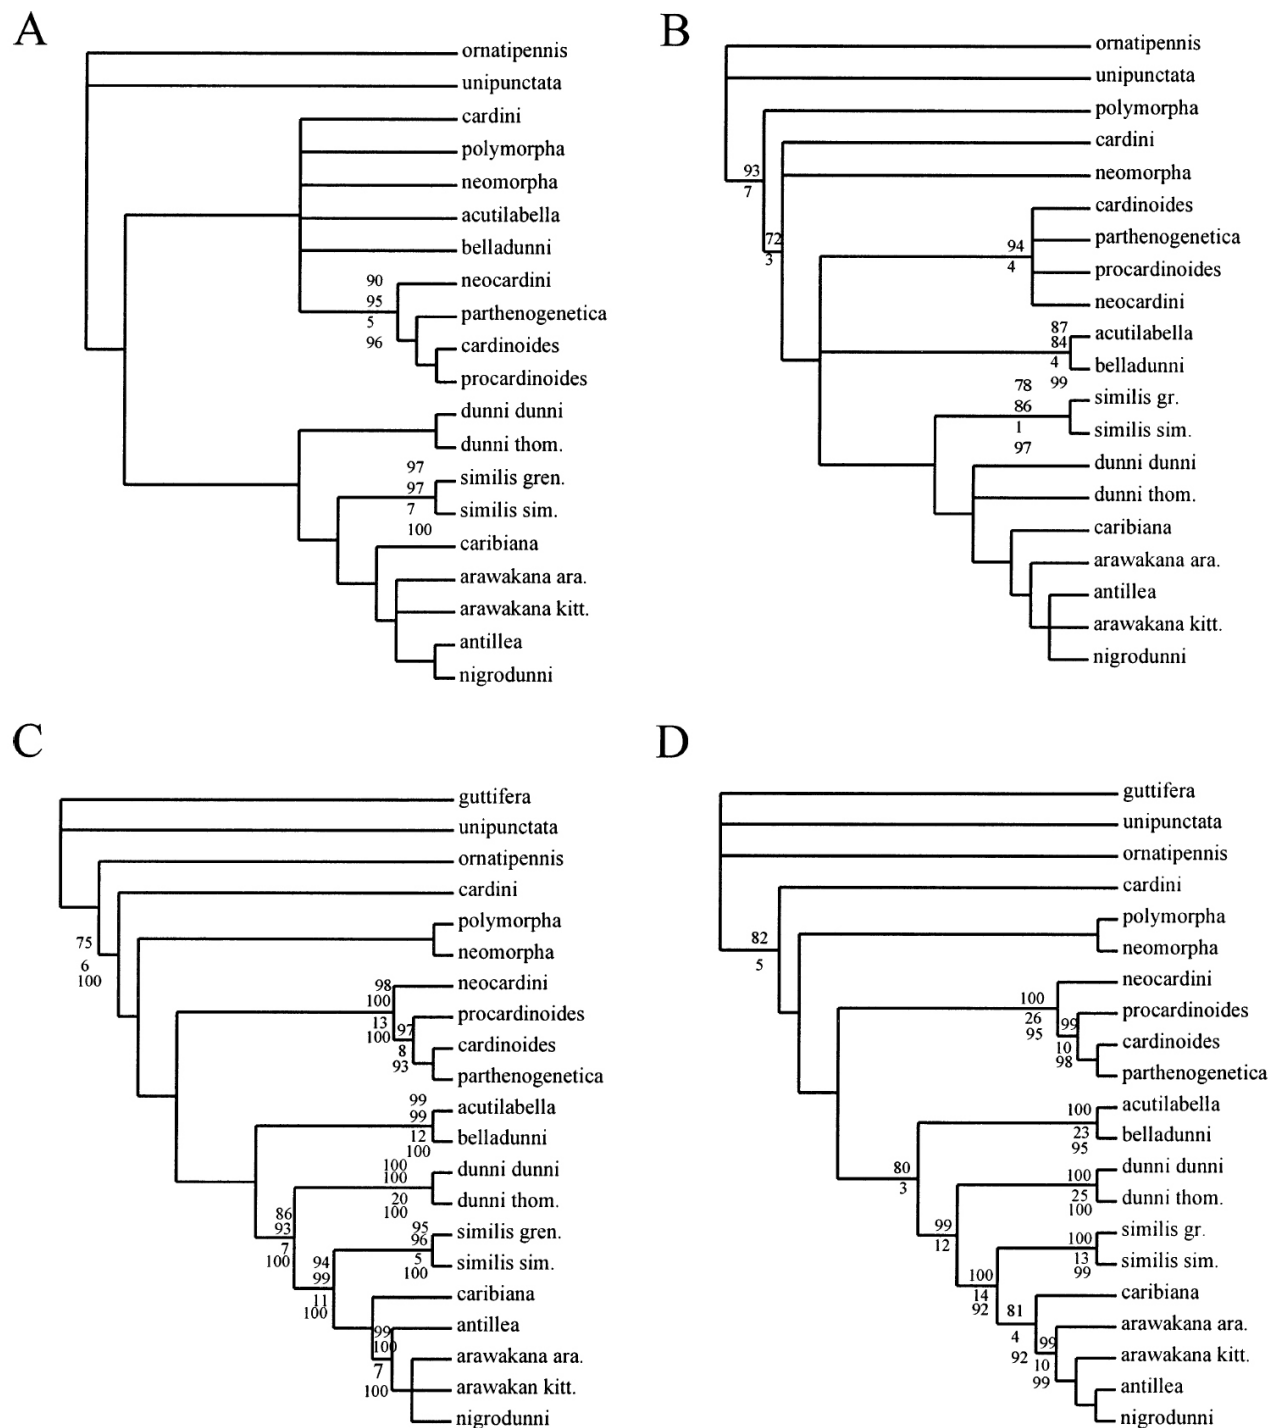 A
ornatipennis
unipunctata
cardini
polymorpha
neomorpha
acutilabella
belladunni
90
neocardini
95
5
parthenogenetica
96
cardinoides
procardinoides
dunni dunni
dunni thom.
97
similis gren.
97
7
similis sim.
100
caribiana
arawakana ara.
arawakana kitt.
antillea
nigrodunni
B
ornatipennis
unipunctata
polymorpha
cardini
93
7
neomorpha
cardinoides
72
3
parthenogenetica
94
4
procardinoides
neocardini
87
acutilabella
84
4
belladunni
99
78
similis gr.
86
1
similis sim.
97
dunni dunni
dunni thom.
caribiana
arawakana ara.
antillea
arawakana kitt.
nigrodunni
C
guttifera
unipunctata
ornatipennis
cardini
polymorpha
75
neomorpha
6
100
98
neocardini
100
procardinoides
13
97
100
cardinoides
8
93
parthenogenetica
99
acutilabella
99
12
belladunni
100
100
dunni dunni
100
20
dunni thom.
100
86
93
95
similis gren.
96
7
100
5
similis sim.
100
94
99
11
100
caribiana
antillea
99
100
arawakana ara.
7
100
arawakan kitt.
nigrodunni
D
guttifera
unipunctata
ornatipennis
cardini
polymorpha
82
5
neomorpha
neocardini
100
procardinoides
26
99
95
cardinoides
10
98
parthenogenetica
100
acutilabella
23
belladunni
95
80
3
100
dunni dunni
25
dunni thom.
100
99
12
similis gr.
100
13
similis sim.
99
100
14
92
caribiana
81
4
arawakana ara.
99
92
10
arawakana kitt.
99
antillea
nigrodunni